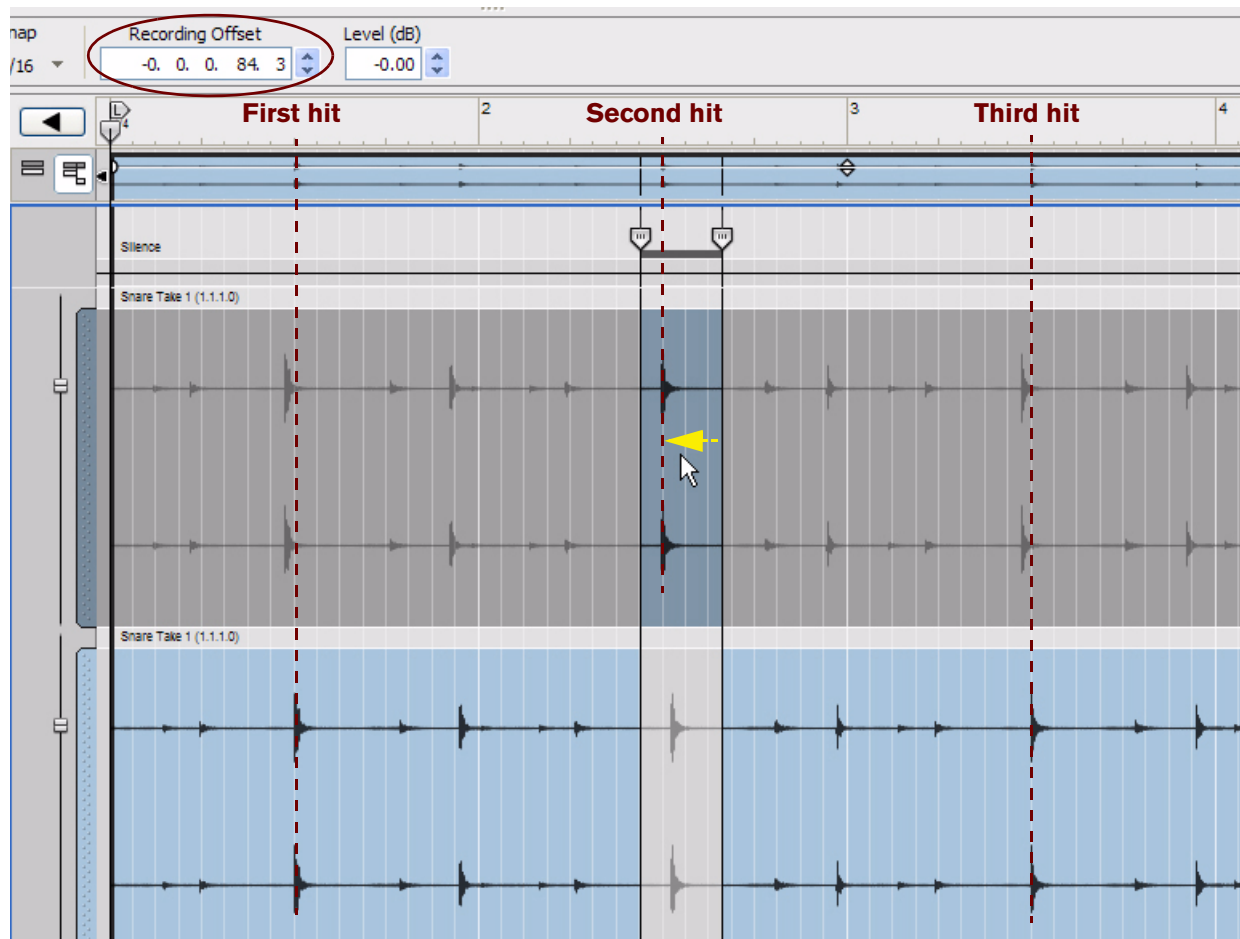 nap
Recording Offset
Level (dB)
/16
-0. 0. 0. 84. 3
-0.00
L
4
First hit
2
Second hit
3
Third hit
4
Silence
Snare Take 1 (1.1.1.0)
Snare Take 1 (1.1.1.0)